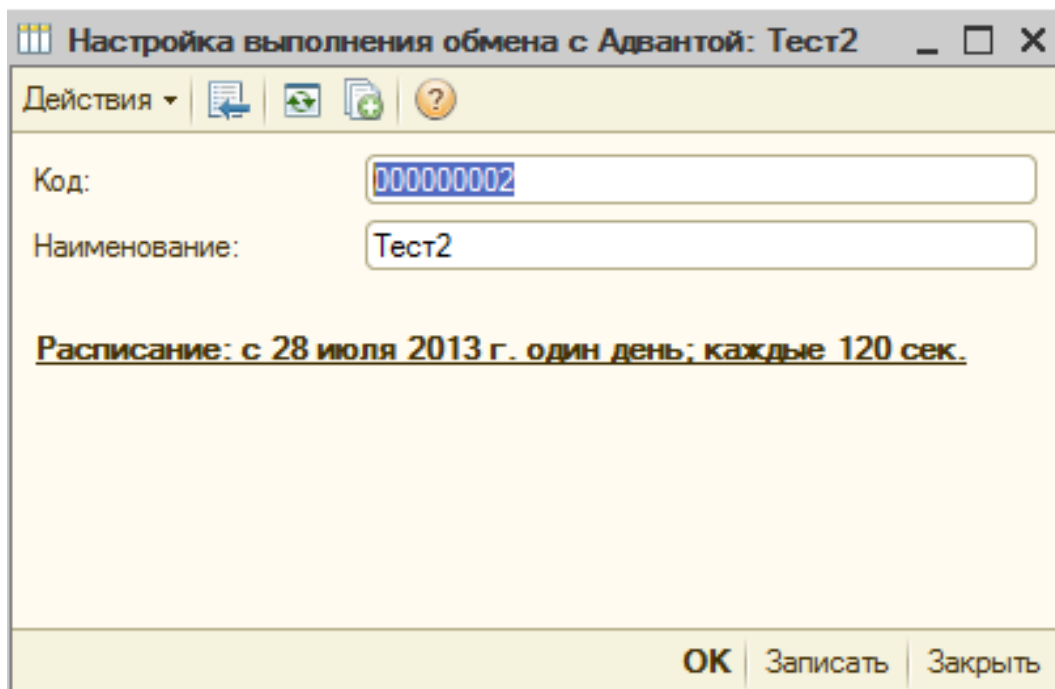 Настройка выполнения обмена с Адвантой: Тест2
Действия
Код:
000000002
Наименование:
Тест2
Расписание: с 28 июля 2013 г. один день; каждые 120 сек.
ОК
Записать
Закрыть